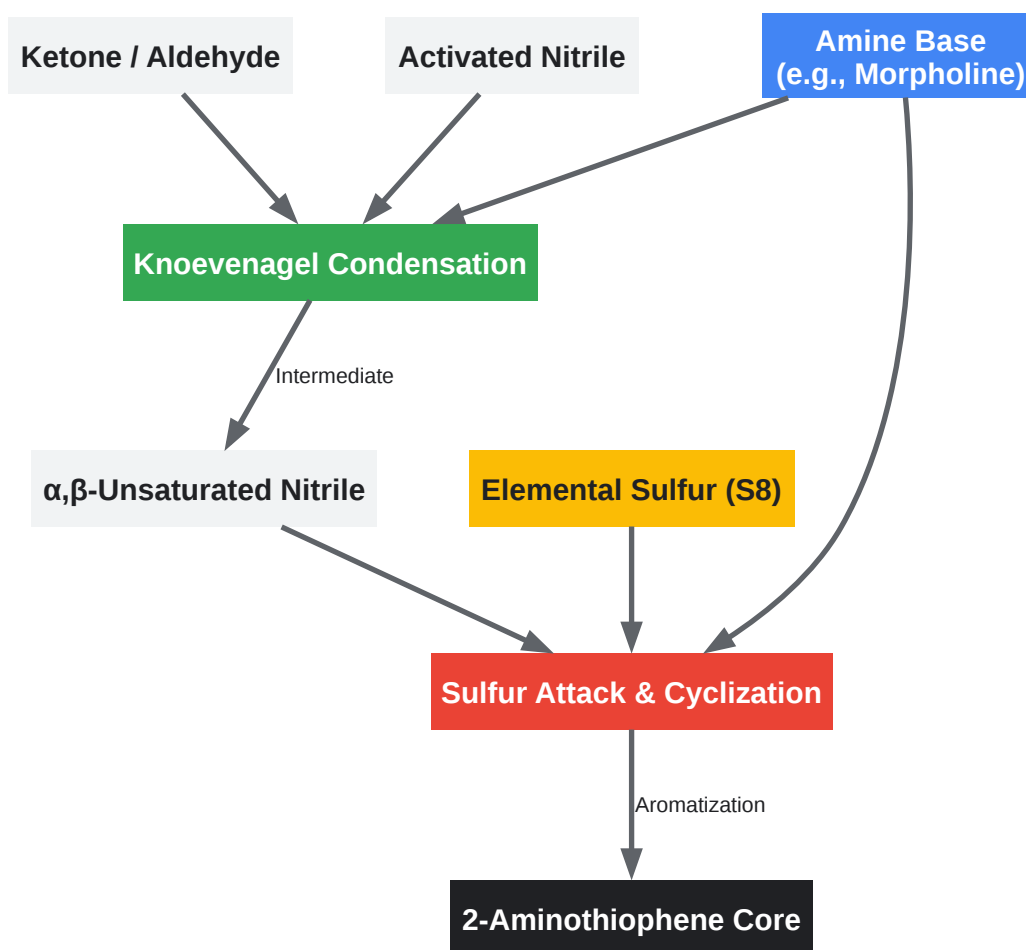 Ketone / Aldehyde
Activated Nitrile
Amine Base
(e.g., Morpholine)
Knoevenagel Condensation
Intermediate
α,β-Unsaturated Nitrile
Elemental Sulfur (S8)
Sulfur Attack & Cyclization
Aromatization
2-Aminothiophene Core